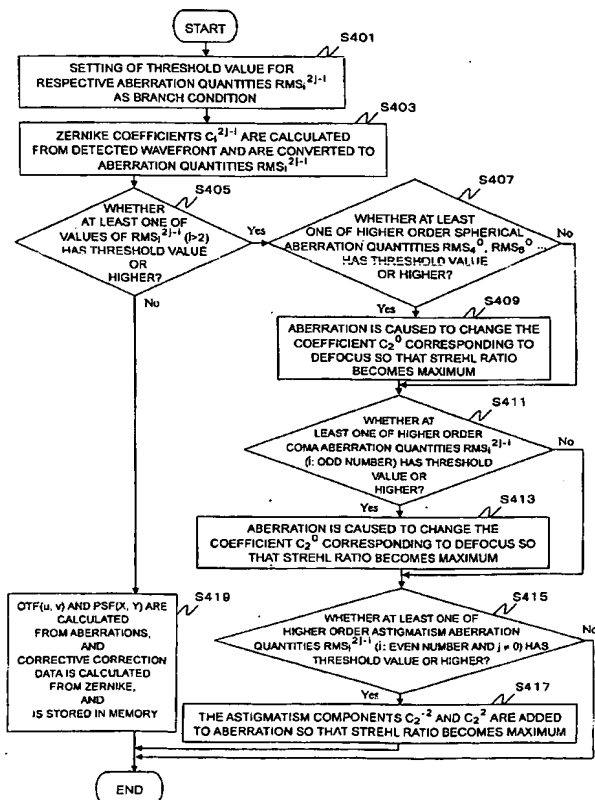 START
S401
SETTING OF THRESHOLD VALUE FOR
RESPECTIVE ABERRATION QUANTITIES RMSᵢ²ʲ⁻ⁱ
AS BRANCH CONDITION
S403
ZERNIKE COEFFICIENTS Cᵢ²ʲ⁻ⁱ ARE CALCULATED
FROM DETECTED WAVEFRONT AND ARE CONVERTED TO
ABERRATION QUANTITIES RMSᵢ²ʲ⁻ⁱ
S405
WHETHER
AT LEAST ONE OF
VALUES OF RMSᵢ²ʲ⁻ⁱ (i>2)
HAS THRESHOLD VALUE
OR
HIGHER?
Yes
No
S407
WHETHER AT LEAST
ONE OF HIGHER ORDER SPHERICAL
ABERRATION QUANTITIES RMS₄⁰, RMS₆⁰ ...
HAS THRESHOLD VALUE
OR HIGHER?
No
Yes
S409
ABERRATION IS CAUSED TO CHANGE THE
COEFFICIENT C₂⁰ CORRESPONDING TO
DEFOCUS SO THAT STREHL RATIO
BECOMES MAXIMUM
S411
WHETHER AT
LEAST ONE OF HIGHER ORDER
COMA ABERRATION QUANTITIES RMSᵢ²ʲ⁻ⁱ
(i: ODD NUMBER) HAS THRESHOLD
VALUE OR
HIGHER?
No
Yes
S413
ABERRATION IS CAUSED TO CHANGE THE
COEFFICIENT C₂⁰ CORRESPONDING TO DEFOCUS SO
THAT STREHL RATIO BECOMES MAXIMUM
S415
WHETHER AT LEAST ONE OF
HIGHER ORDER ASTIGMATISM ABERRATION
QUANTITIES RMSᵢ²ʲ⁻ⁱ (i: EVEN NUMBER AND j ≠ 0) HAS
THRESHOLD VALUE OR HIGHER?
No
Yes
S417
THE ASTIGMATISM COMPONENTS C₂⁻² AND C₂² ARE ADDED
TO ABERRATION SO THAT STREHL RATIO BECOMES MAXIMUM
S419
OTF(u, v) AND PSF(X, Y) ARE
CALCULATED
FROM ABERRATIONS,
AND
CORRECTIVE CORRECTION
DATA IS CALCULATED
FROM ZERNIKE,
AND
IS STORED IN MEMORY
END